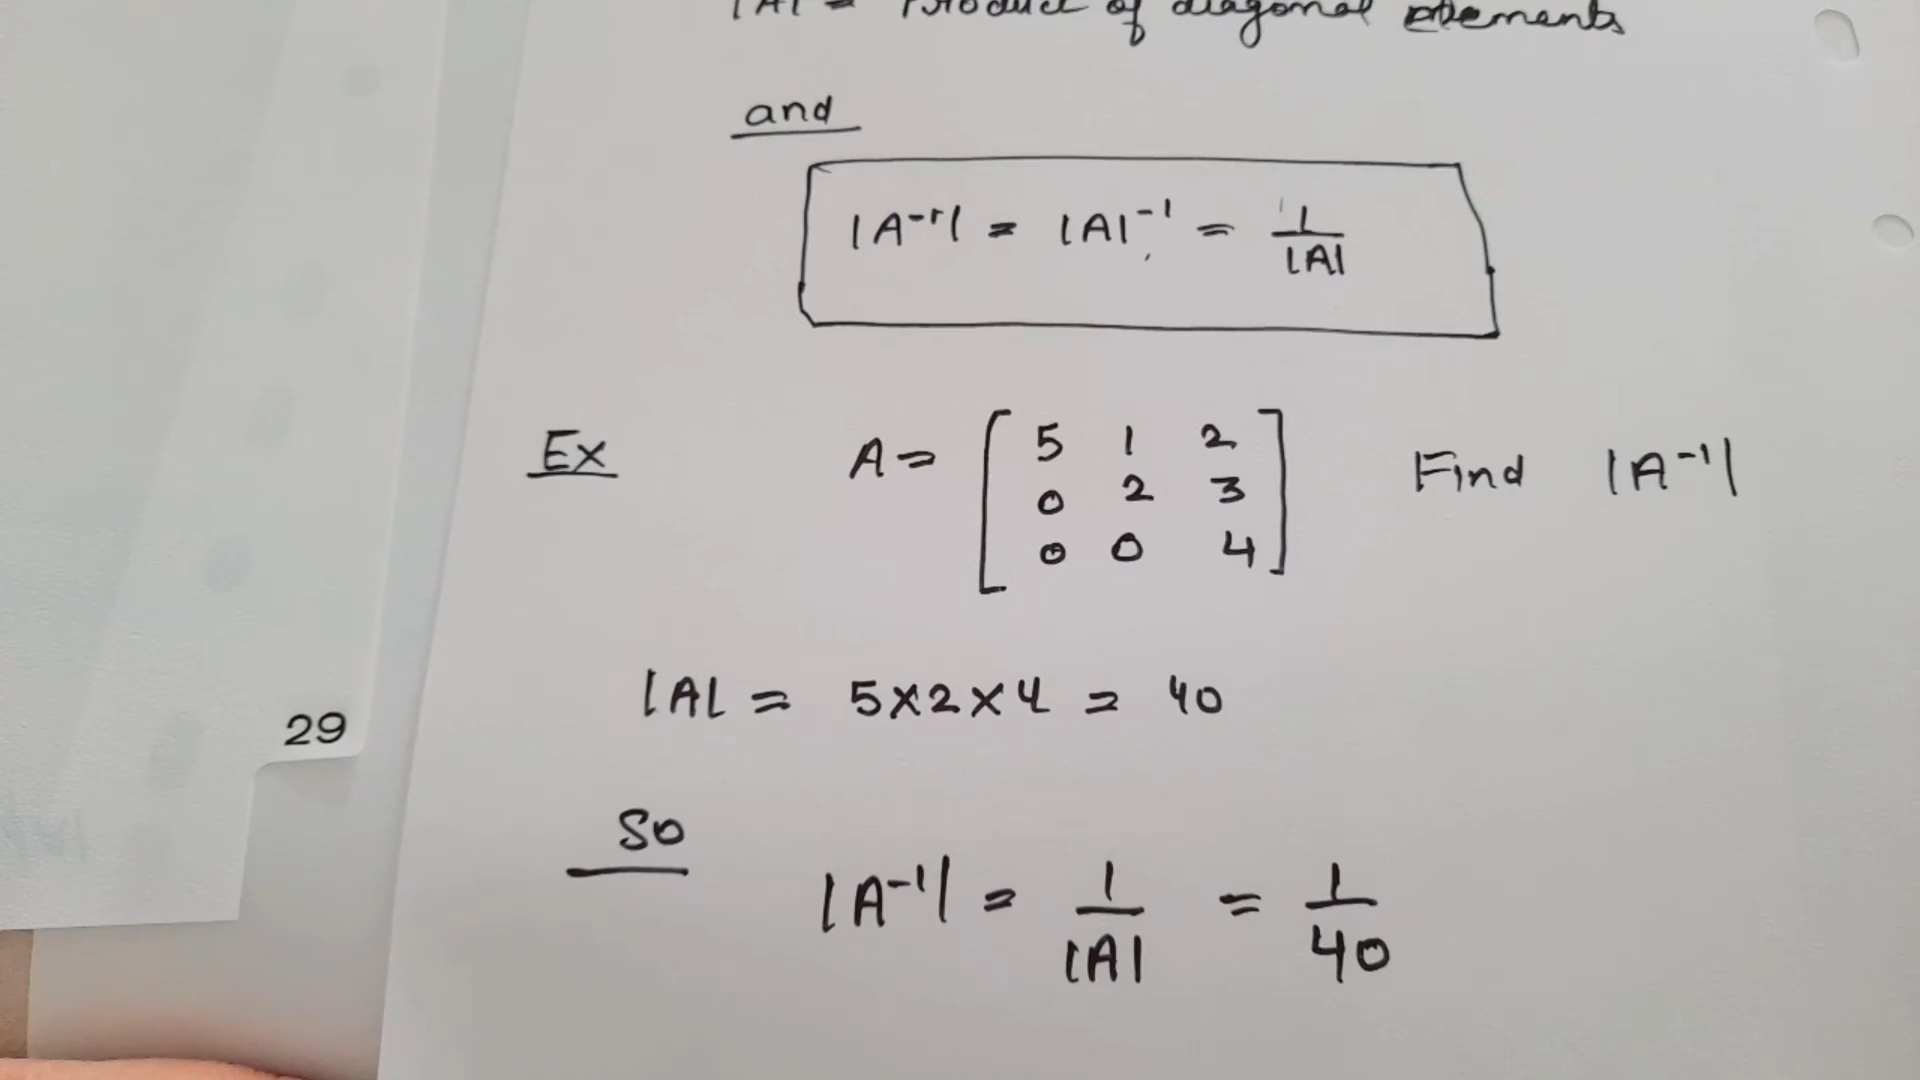 |A| = Product of diagonal elements
and
|A⁻¹| = |A|⁻¹ = 1/|A|
Ex A = [5 1 2
0 2 3
0 0 4] Find |A⁻¹|
|A| = 5×2×4 = 40
29
So
|A⁻¹| = 1/|A| = 1/40